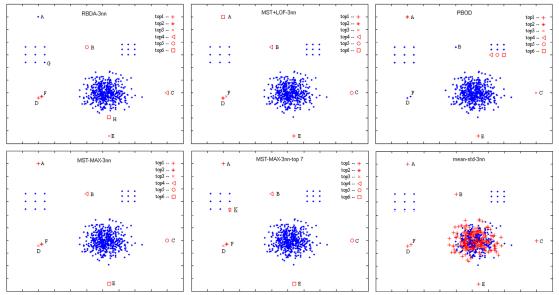 RBDA-3nn
top1 --
top2 --
top3 --
top4 --
top5 --
top6 --
A
B
G
F
D
C
H
E
MST+LOF-3nn
top1 --
top2 --
top3 --
top4 --
top5 --
top6 --
A
B
F
D
C
E
PBOD
top1 --
top2 --
top3 --
top4 --
top5 --
top6 --
A
B
F
D
C
E
MST-MAX-3nn
top1 --
top2 --
top3 --
top4 --
top5 --
top6 --
A
B
F
D
C
E
MST-MAX-3nn-top 7
top1 --
top2 --
top3 --
top4 --
top5 --
top6 --
A
B
F
D
C
E
mean-std-3nn
top1 --
top2 --
top3 --
top4 --
top5 --
top6 --
A
B
F
D
C
E